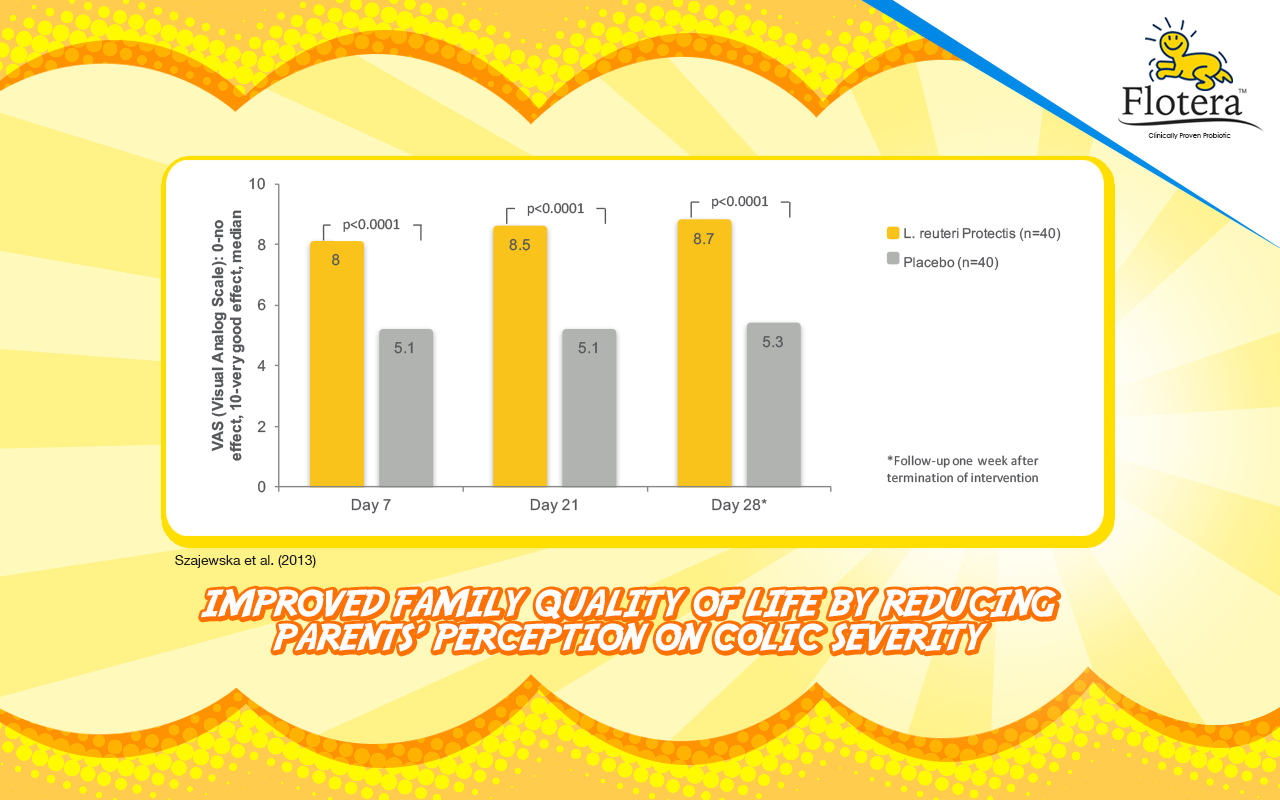 Flotera™
Clinically Proven Probiotic
VAS (Visual Analog Scale): 0-no
effect, 10-very good effect, median
10
8
6
4
2
0
p<0.0001
p<0.0001
p<0.0001
8
5.1
8.5
5.1
8.7
5.3
Day 7
Day 21
Day 28*
L. reuteri Protectis (n=40)
Placebo (n=40)
*Follow-up one week after
termination of intervention
Szajewska et al. (2013)
IMPROVED FAMILY QUALITY OF LIFE BY REDUCING
PARENTS' PERCEPTION ON COLIC SEVERITY